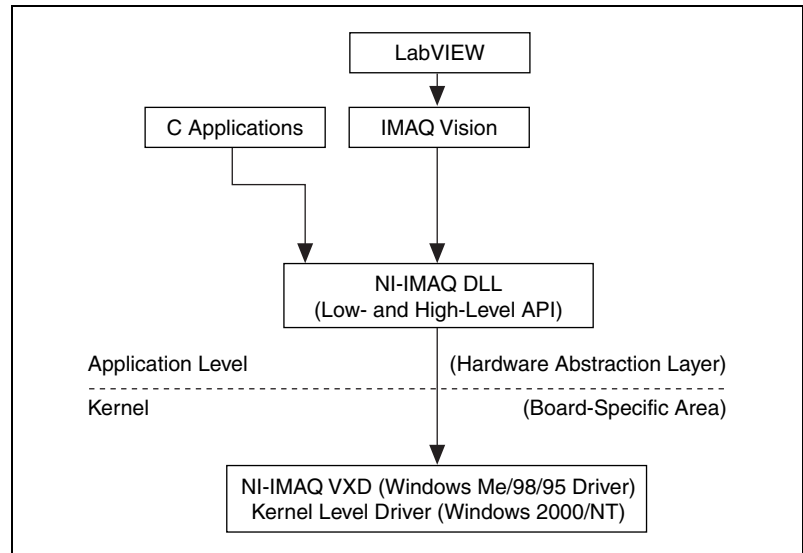 LabVIEW
C Applications
IMAQ Vision
NI-IMAQ DLL
(Low- and High-Level API)
Application Level
(Hardware Abstraction Layer)
Kernel
(Board-Specific Area)
NI-IMAQ VXD (Windows Me/98/95 Driver)
Kernel Level Driver (Windows 2000/NT)